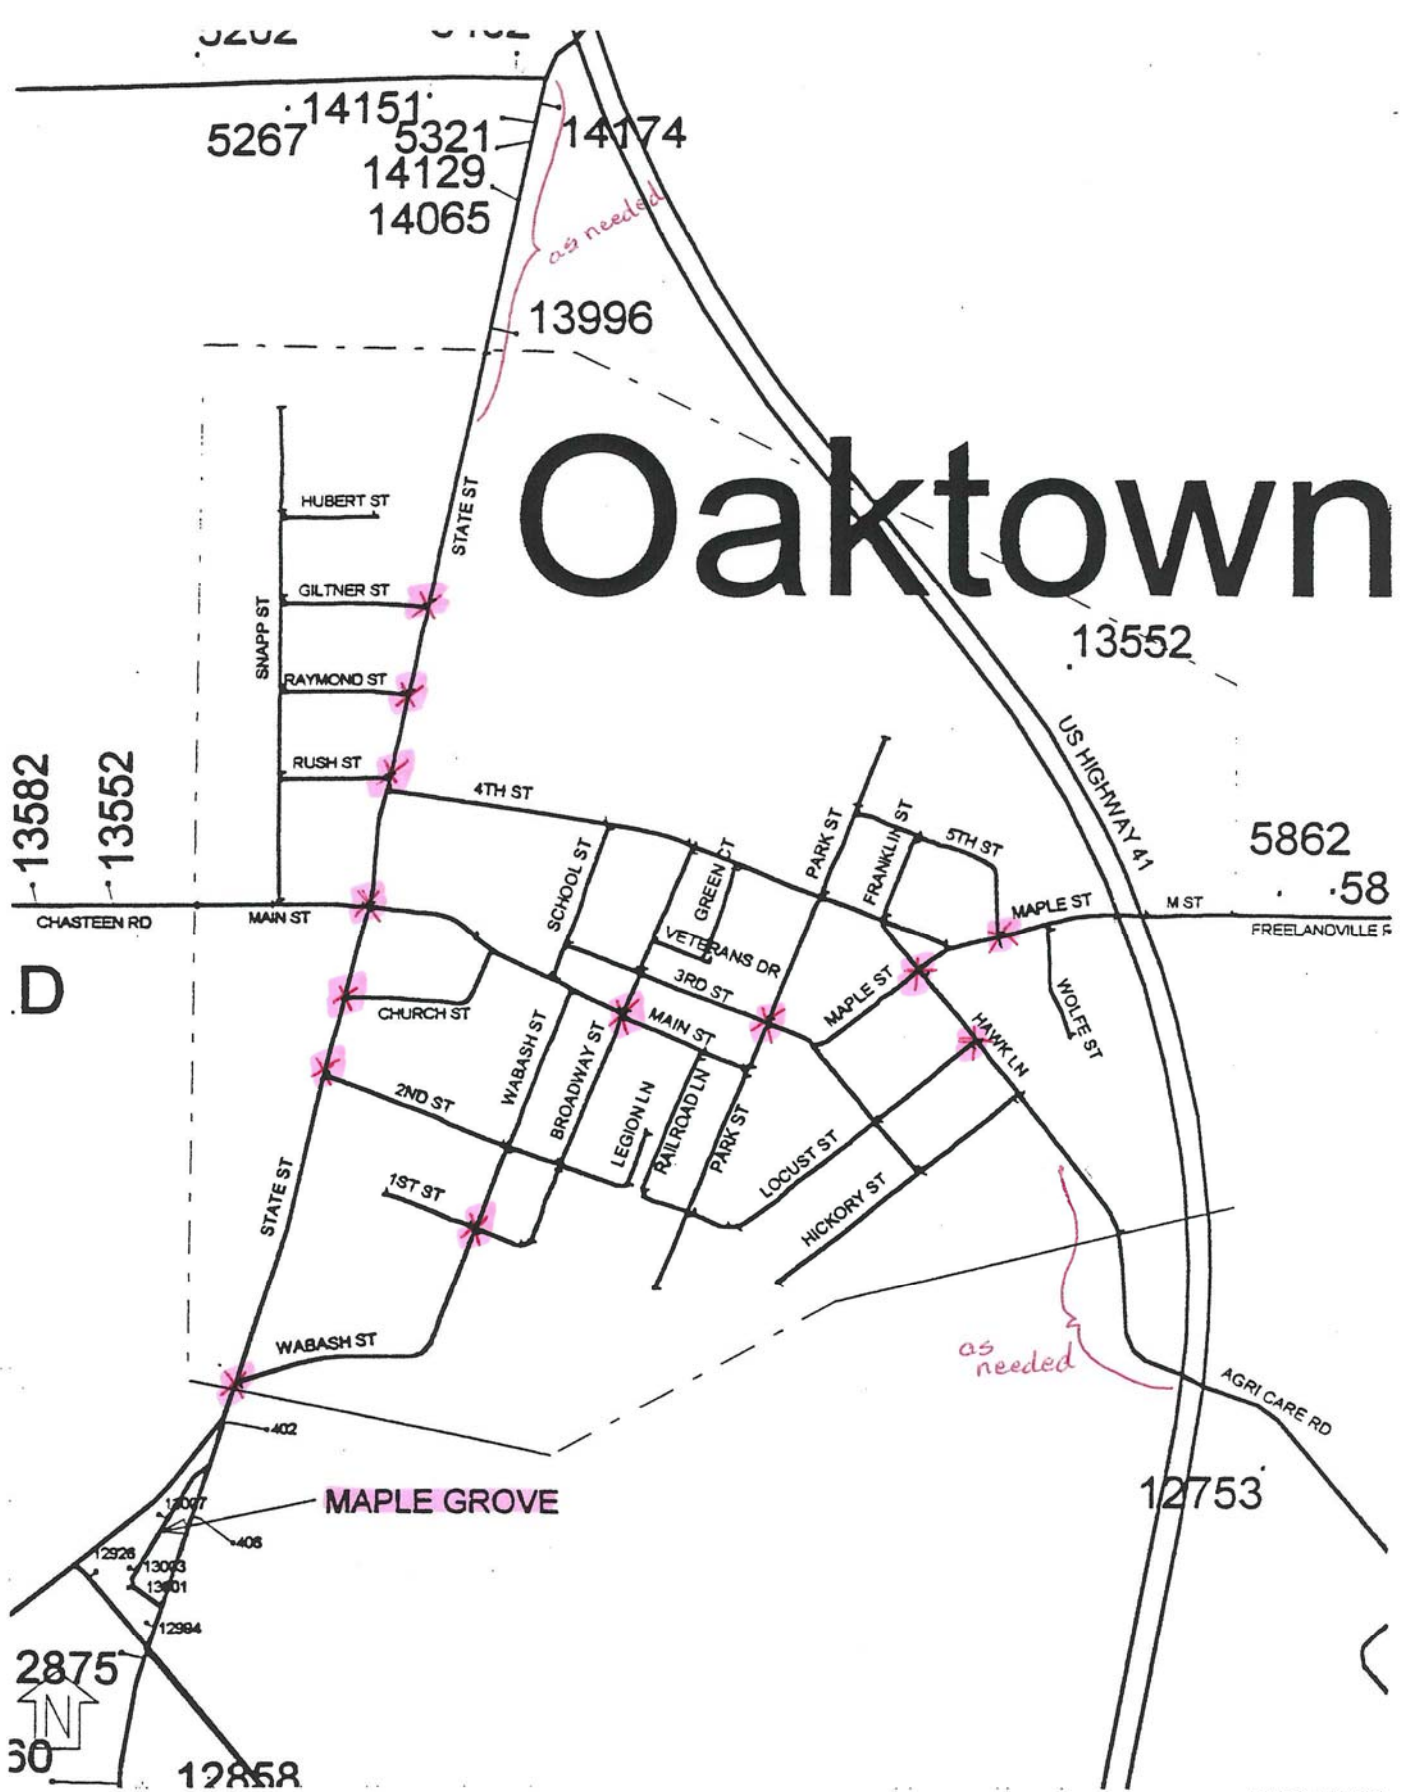 14151
5267
5321
14174
14129
14065
as needed
13996
Oaktown
HUBERT ST
STATE ST
GILTNER ST
SNAPP ST
13552
RAYMOND ST
US HIGHWAY 41
RUSH ST
4TH ST
13582
13552
PARK ST
FRANKLIN ST
5TH ST
5862
58
SCHOOL ST
GREEN CT
MAPLE ST
M ST
CHASTEEN RD
MAIN ST
FREELANDVILLE R
VETERANS DR
3RD ST
D
CHURCH ST
MAIN ST
MAPLE ST
WOLFE ST
WABASH ST
BROADWAY ST
HAWK LN
2ND ST
LEGION LN
RAILROAD LN
PARK ST
LOCUST ST
1ST ST
STATE ST
HICKORY ST
WABASH ST
as
needed
AGRI CARE RD
402
MAPLE GROVE
12753
406
12926
13003
13001
12994
2875
N
60
12858